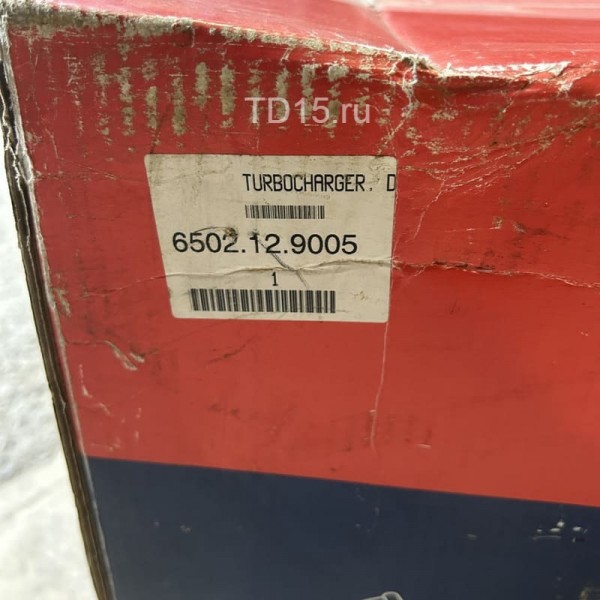 TD15.ru
TURBOCHARGER. D
6502.12.9005
1